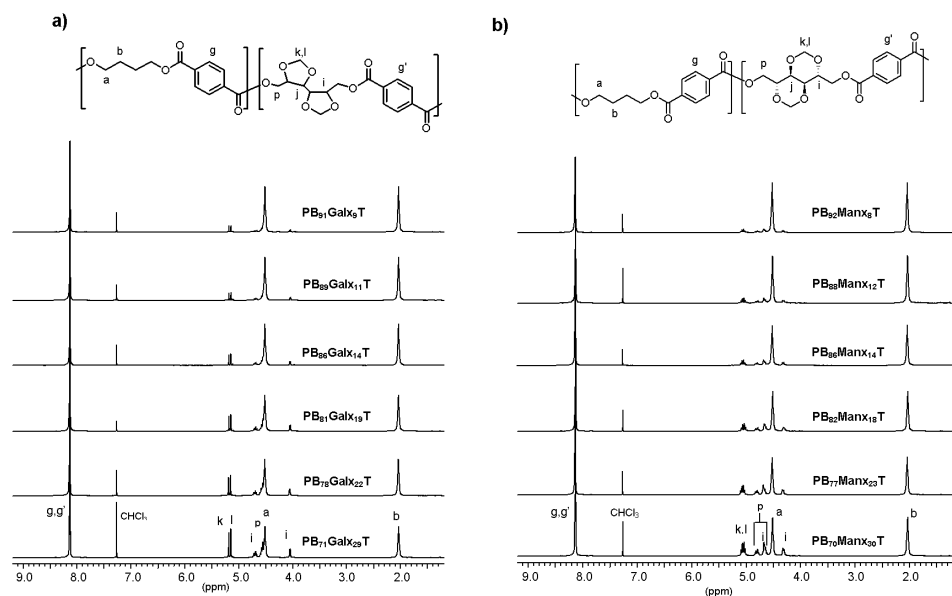 a)
b
g
k,l
a
g'
p
j
i
PB₉₁Galx₉T
PB₈₉Galx₁₁T
PB₈₆Galx₁₄T
PB₈₁Galx₁₉T
PB₇₈Galx₂₂T
g,g'
CHCl₃
k
l
i
p
a
i
b
PB₇₁Galx₂₉T
9.0 8.0 7.0 6.0 5.0 4.0 3.0 2.0
(ppm)
b)
k,l
g'
g
p
a
b
j
i
PB₉₂Manx₈T
PB₈₈Manx₁₂T
PB₈₆Manx₁₄T
PB₈₂Manx₁₈T
PB₇₇Manx₂₃T
g,g'
CHCl₃
k,l
p
i
a
i
b
PB₇₀Manx₃₀T
9.0 8.0 7.0 6.0 5.0 4.0 3.0 2.0
(ppm)